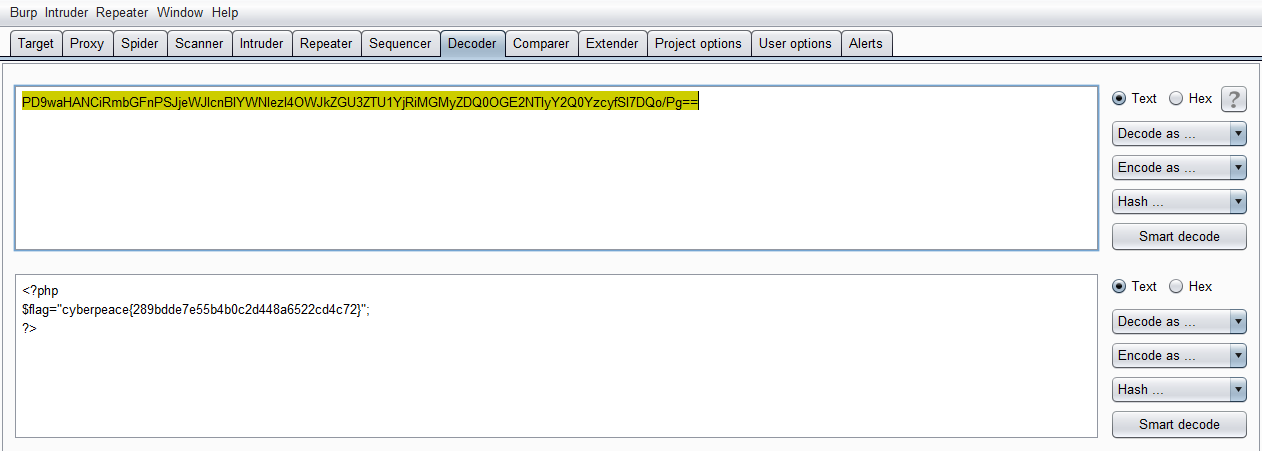 Burp Intruder Repeater Window Help
Target Proxy Spider Scanner Intruder Repeater Sequencer Decoder Comparer Extender Project options User options Alerts
PD9waHANCiRmbGFnPSJjeWJlcnBlYWNlezI4OWJkZGU3ZTU1YjRiMGMyZDQ0OGE2NTIyY2Q0YzcyfSI7DQo/Pg==
Text Hex ?
Decode as ...
Encode as ...
Hash ...
Smart decode
<?php
$flag="cyberpeace{289bdde7e55b4b0c2d448a6522cd4c72}";
?>
Text Hex
Decode as ...
Encode as ...
Hash ...
Smart decode